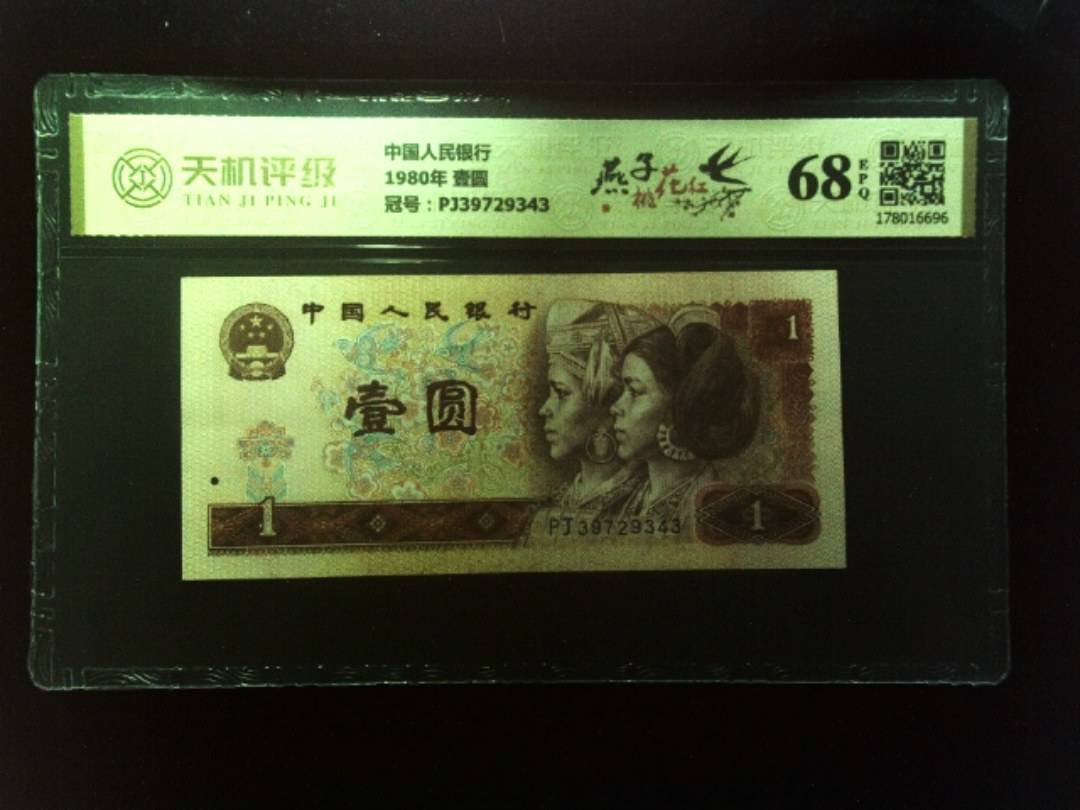 天机评级
TIAN JI PING JI
中国人民银行
1980年 壹圆
冠号：PJ39729343
燕子
桃花红
68
EPQ
178016696
中国人民银行
1
壹圆
1
PJ39729343
1